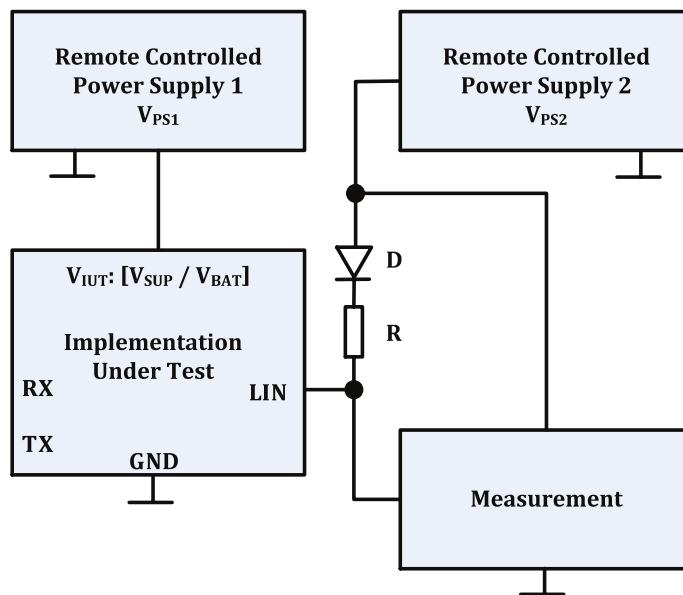 Remote Controlled
Power Supply 1
VPS1
Remote Controlled
Power Supply 2
VPS2
VIUT: [VSUP / VBAT]
Implementation
Under Test
RX
LIN
TX
GND
D
R
Measurement